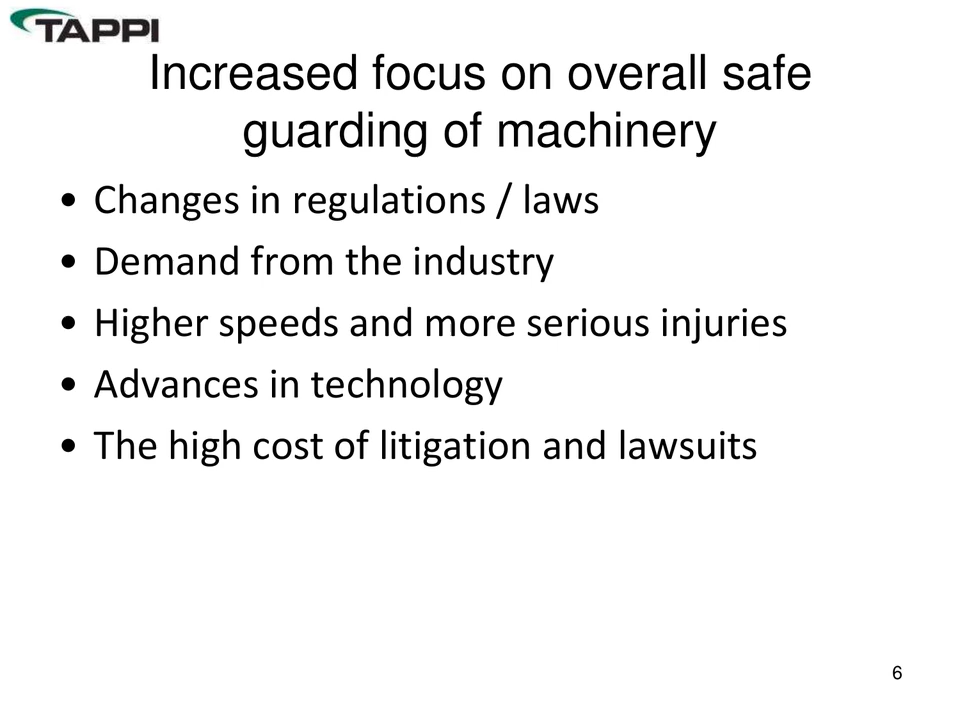 TAPPI
Increased focus on overall safe
guarding of machinery
• Changes in regulations / laws
• Demand from the industry
• Higher speeds and more serious injuries
• Advances in technology
• The high cost of litigation and lawsuits
6